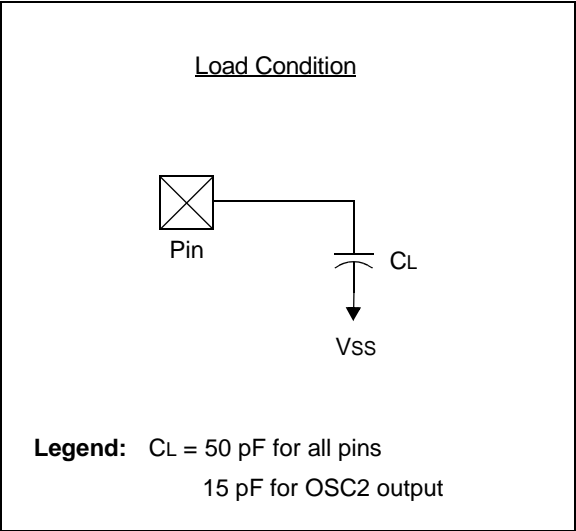 Load Condition
Pin
CL
VSS
Legend: CL = 50 pF for all pins
15 pF for OSC2 output